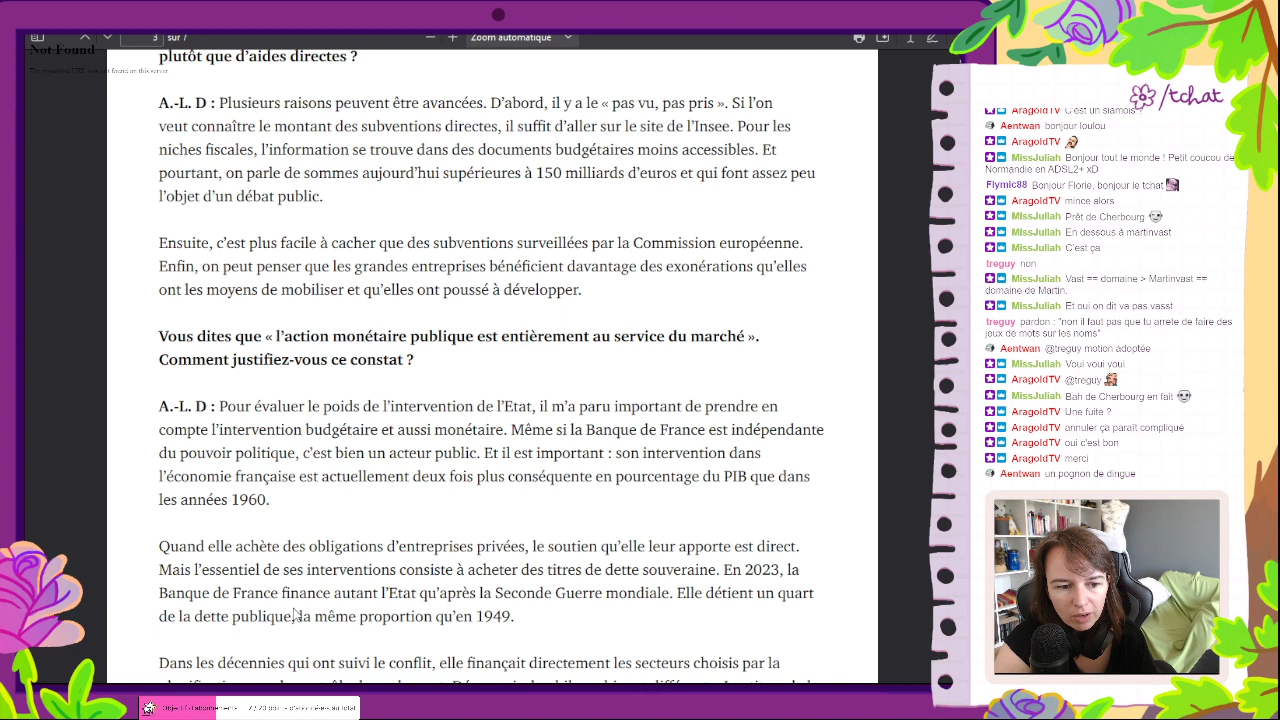 3 sur 7
Zoom automatique
Not Found
plutôt que d’aides directes ?
A.-L. D : Plusieurs raisons peuvent être avancées. D’abord, il y a le « pas vu, pas pris ». Si l’on
veut connaître le montant des subventions directes, il suffit d’aller sur le site de l’Insee. Pour les
niches fiscales, l’information se trouve dans des documents budgétaires moins accessibles. Et
pourtant, on parle de sommes aujourd’hui supérieures à 150 milliards d’euros et qui font assez peu
l’objet d’un débat public.
Ensuite, c’est plus facile à cacher que des subventions surveillées par la Commission européenne.
Enfin, on peut penser que les grandes entreprises bénéficient davantage des exonérations qu’elles
ont les moyens de mobiliser et qu’elles ont poussé à développer.
Vous dites que « l’action monétaire publique est entièrement au service du marché ».
Comment justifiez-vous ce constat ?
A.-L. D : Pour évaluer le poids de l’intervention de l’Etat, il m’a paru important de prendre en
compte l’intervention budgétaire et aussi monétaire. Même si la Banque de France est indépendante
du pouvoir politique, c’est bien un acteur public. Et il est important : son intervention dans
l’économie française est actuellement deux fois plus conséquente en pourcentage du PIB que dans
les années 1960.
Quand elle achète des obligations d’entreprises privées, le soutien qu’elle leur apporte est direct.
Mais l’essentiel de ses interventions consiste à acheter des titres de dette souveraine. En 2023, la
Banque de France finance autant l’Etat qu’après la Seconde Guerre mondiale. Elle détient un quart
de la dette publique, la même proportion qu’en 1949.
Dans les décennies qui ont suivi le conflit, elle finançait directement les secteurs choisis par la
/tchat
AragoldTV C'est un siamois ?
Aentwan bonjour loulou
AragoldTV
MissJuliah Bonjour tout le monde ! Petit coucou de
Normandie en ADSL2+ xD
Flymic88 Bonjour Florie, bonjour le tchat
AragoldTV mince alors
MissJuliah Prêt de Cherbourg
MissJuliah En dessous à martinvast
MissJuliah C'est ça
treguy non
MissJuliah Vast == domaine > Martinvast ==
domaine de Martin.
MissJuliah Et oui on dit va pas vasst
treguy pardon : "non il faut pas que tu arrete de faire des
jeux de mots sur les noms"
Aentwan @treguy motion adoptée
MissJuliah Voui voui voui
AragoldTV @treguy
MissJuliah Bah de Cherbourg en fait
AragoldTV Une fuite ?
AragoldTV annuler ça paraît compliqué
AragoldTV oui c'est bon
AragoldTV merci
Aentwan un pognon de dingue